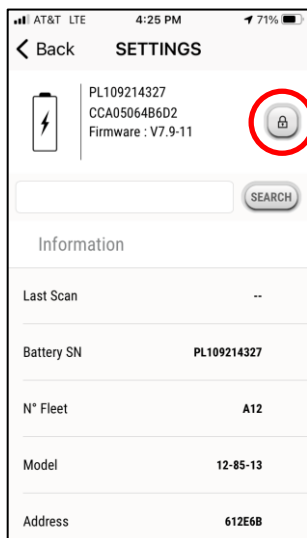 AT&T LTE 4:25 PM 71%
Back SETTINGS
PL109214327
CCA05064B6D2
Firmware : V7.9-11
SEARCH
Information
Last Scan --
Battery SN PL109214327
N° Fleet A12
Model 12-85-13
Address 612E6B